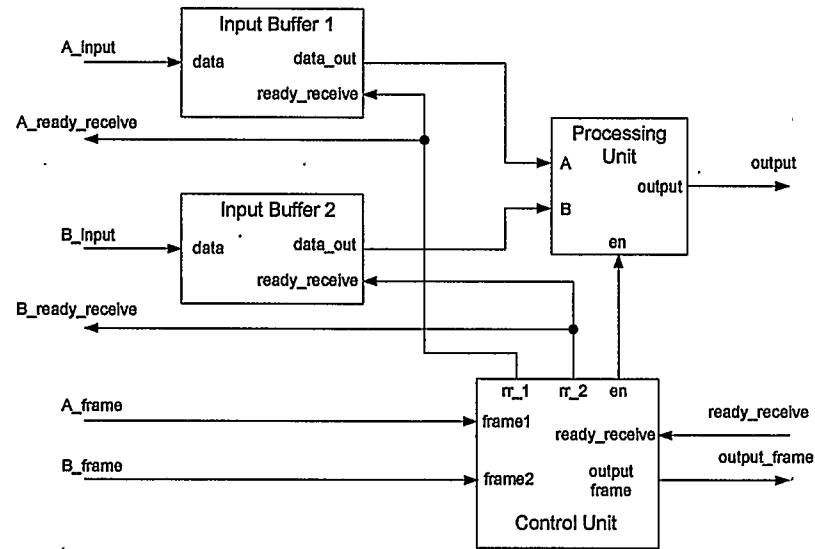 Input Buffer 1
A_input
data
data_out
ready_receive
A_ready_receive
Processing
Unit
A
output
output
B
en
Input Buffer 2
B_input
data
data_out
ready_receive
B_ready_receive
rr_1
rr_2
en
A_frame
frame1
ready_receive
ready_receive
B_frame
frame2
output
frame
output_frame
Control Unit